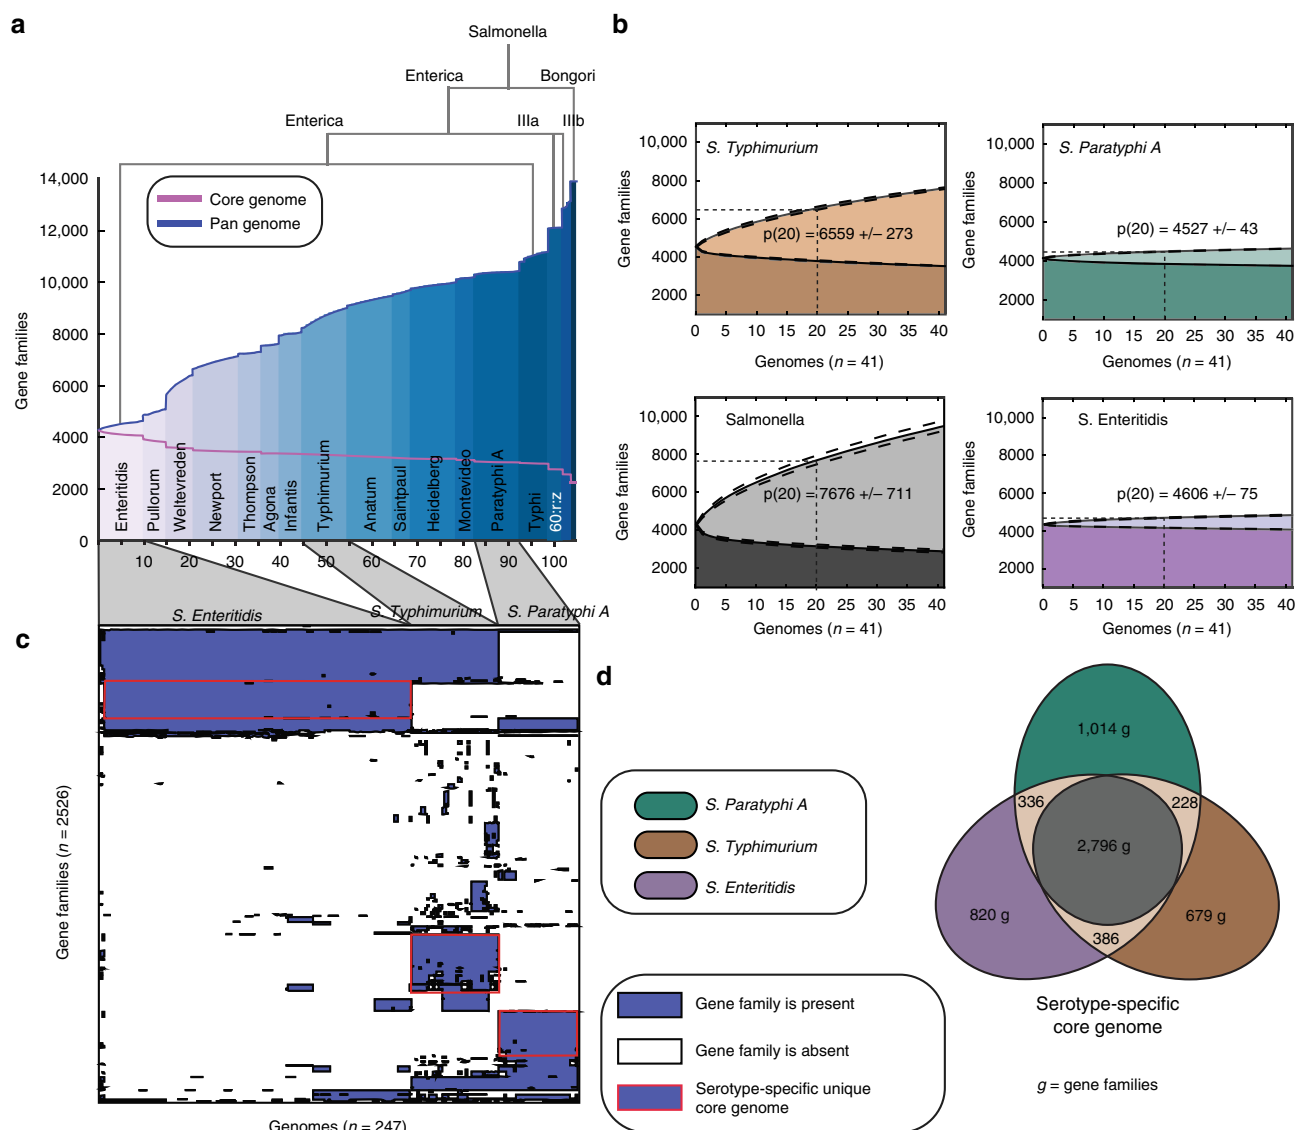 a
Salmonella
Enterica
Bongori
Enterica
IIIa
IIIb
Core genome
Pan genome
Gene families
14,000
12,000
10,000
8000
6000
4000
2000
0
Enteritidis
Pullorum
Weltevreden
Newport
Thompson
Agona
Infantis
Typhimurium
Anatum
Saintpaul
Heidelberg
Montevideo
Paratyphi A
Typhi
60:r:z
10 20 30 40 50 60 70 80 90 100
b
Gene families
10,000
8000
6000
4000
2000
S. Typhimurium
p(20) = 6559 +/– 273
0 5 10 15 20 25 30 35 40
Genomes (n = 41)
Gene families
10,000
8000
6000
4000
2000
S. Paratyphi A
p(20) = 4527 +/– 43
0 5 10 15 20 25 30 35 40
Genomes (n = 41)
Gene families
10,000
8000
6000
4000
2000
Salmonella
p(20) = 7676 +/– 711
0 5 10 15 20 25 30 35 40
Genomes (n = 41)
Gene families
10,000
8000
6000
4000
2000
S. Enteritidis
p(20) = 4606 +/– 75
0 5 10 15 20 25 30 35 40
Genomes (n = 41)
c
S. Enteritidis
S. Typhimurium
S. Paratyphi A
Gene families (n = 2526)
Genomes (n = 247)
d
S. Paratyphi A
S. Typhimurium
S. Enteritidis
Gene family is present
Gene family is absent
Serotype-specific unique
core genome
1,014 g
336
228
2,796 g
820 g
679 g
386
Serotype-specific
core genome
g = gene families